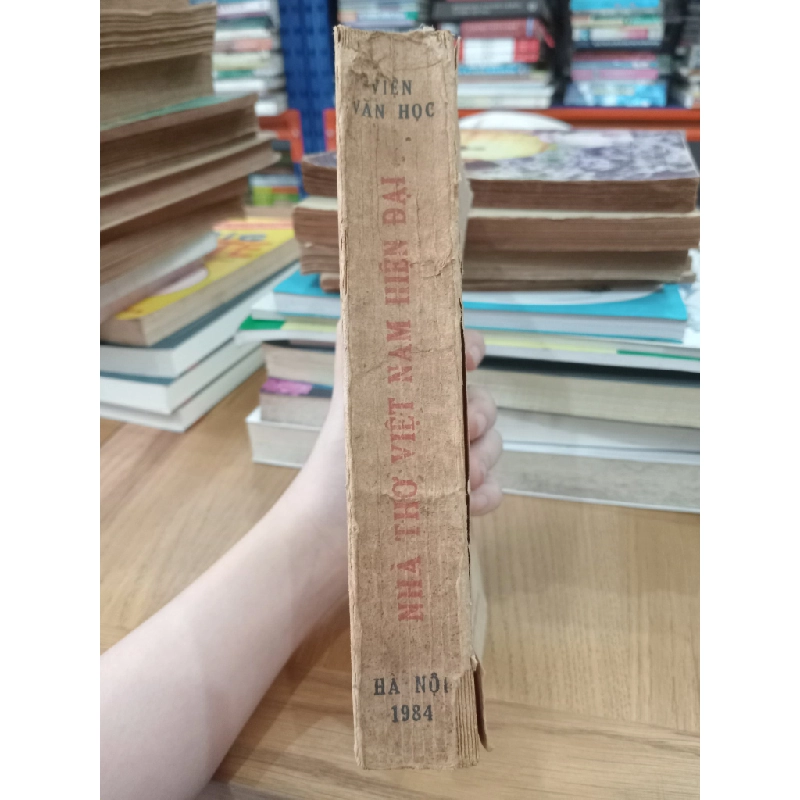 VIỆN
VĂN HỌC
NHÀ THƠ VIỆT NAM HIỆN ĐẠI
HÀ NỘI
1984